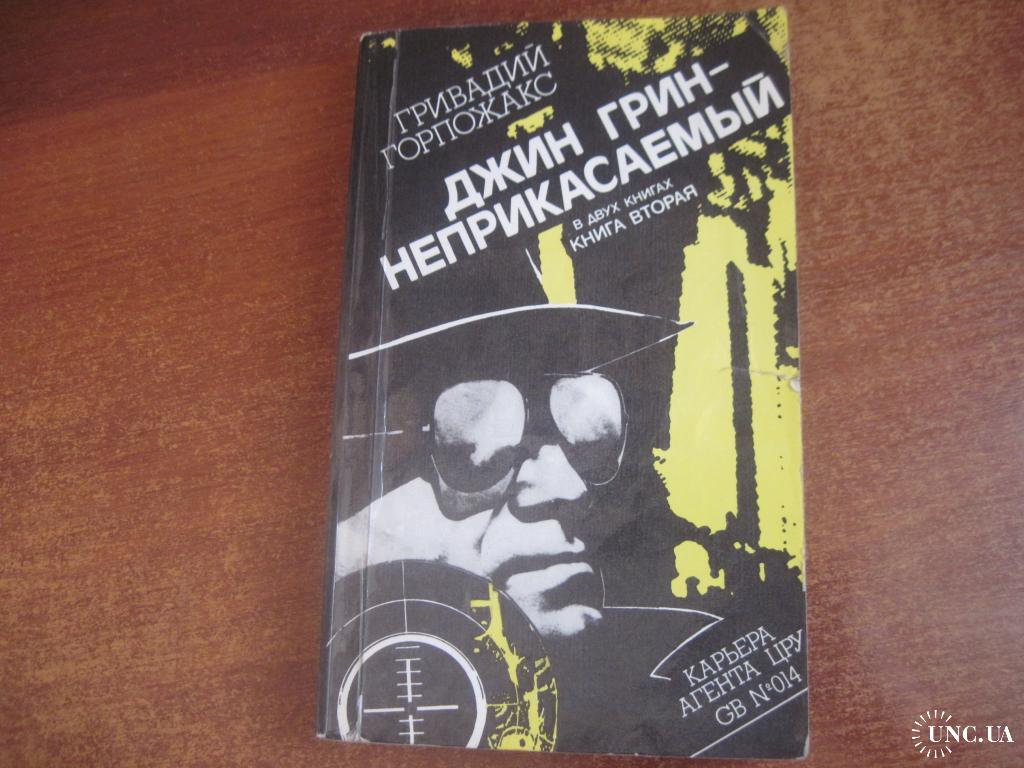 ГРИВАДИЙ
ГОРПОЖАКС
ДЖИН ГРИН-
НЕПРИКАСАЕМЫЙ
В ДВУХ КНИГАХ
КНИГА ВТОРАЯ
КАРЬЕРА
АГЕНТА ЦРУ
GB №014
UNC.UA